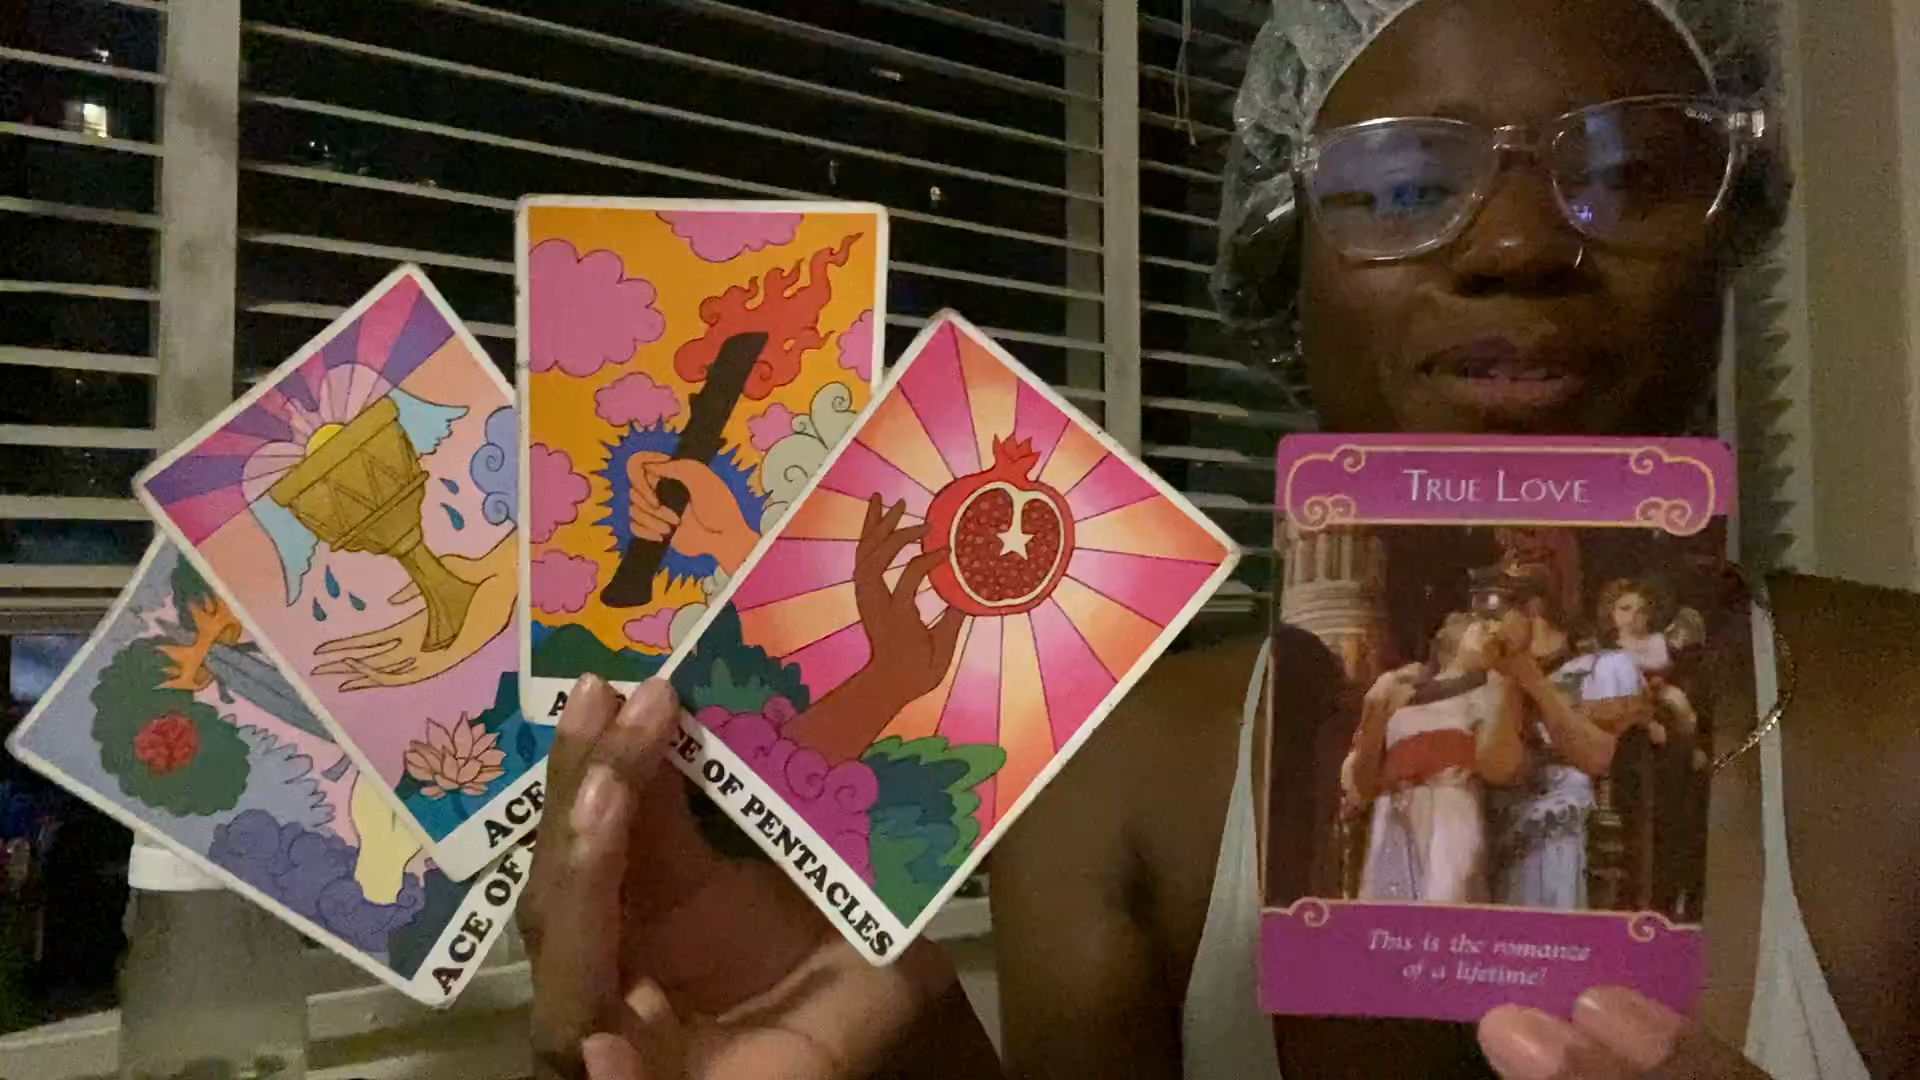 ACE OF
ACE
ACE OF PENTACLES
TRUE LOVE
This is the romance
of a lifetime!